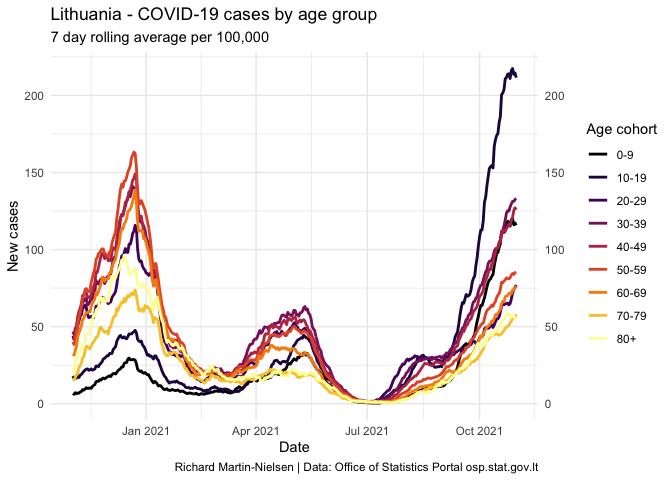 Lithuania - COVID-19 cases by age group
7 day rolling average per 100,000
200
150
100
50
0
New cases
200
150
100
50
0
Jan 2021
Apr 2021
Jul 2021
Oct 2021
Date
Age cohort
0-9
10-19
20-29
30-39
40-49
50-59
60-69
70-79
80+
Richard Martin-Nielsen | Data: Office of Statistics Portal osp.stat.gov.lt